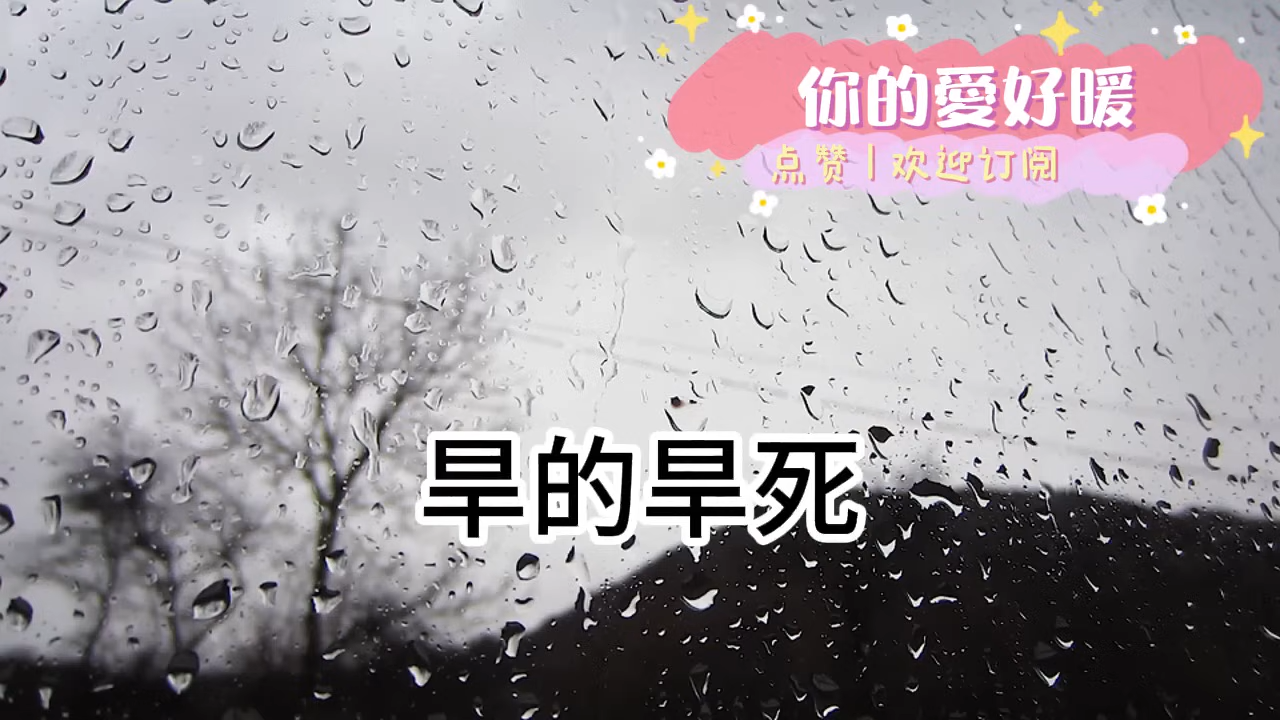 你的愛好暖
点赞 | 欢迎订阅
旱的旱死